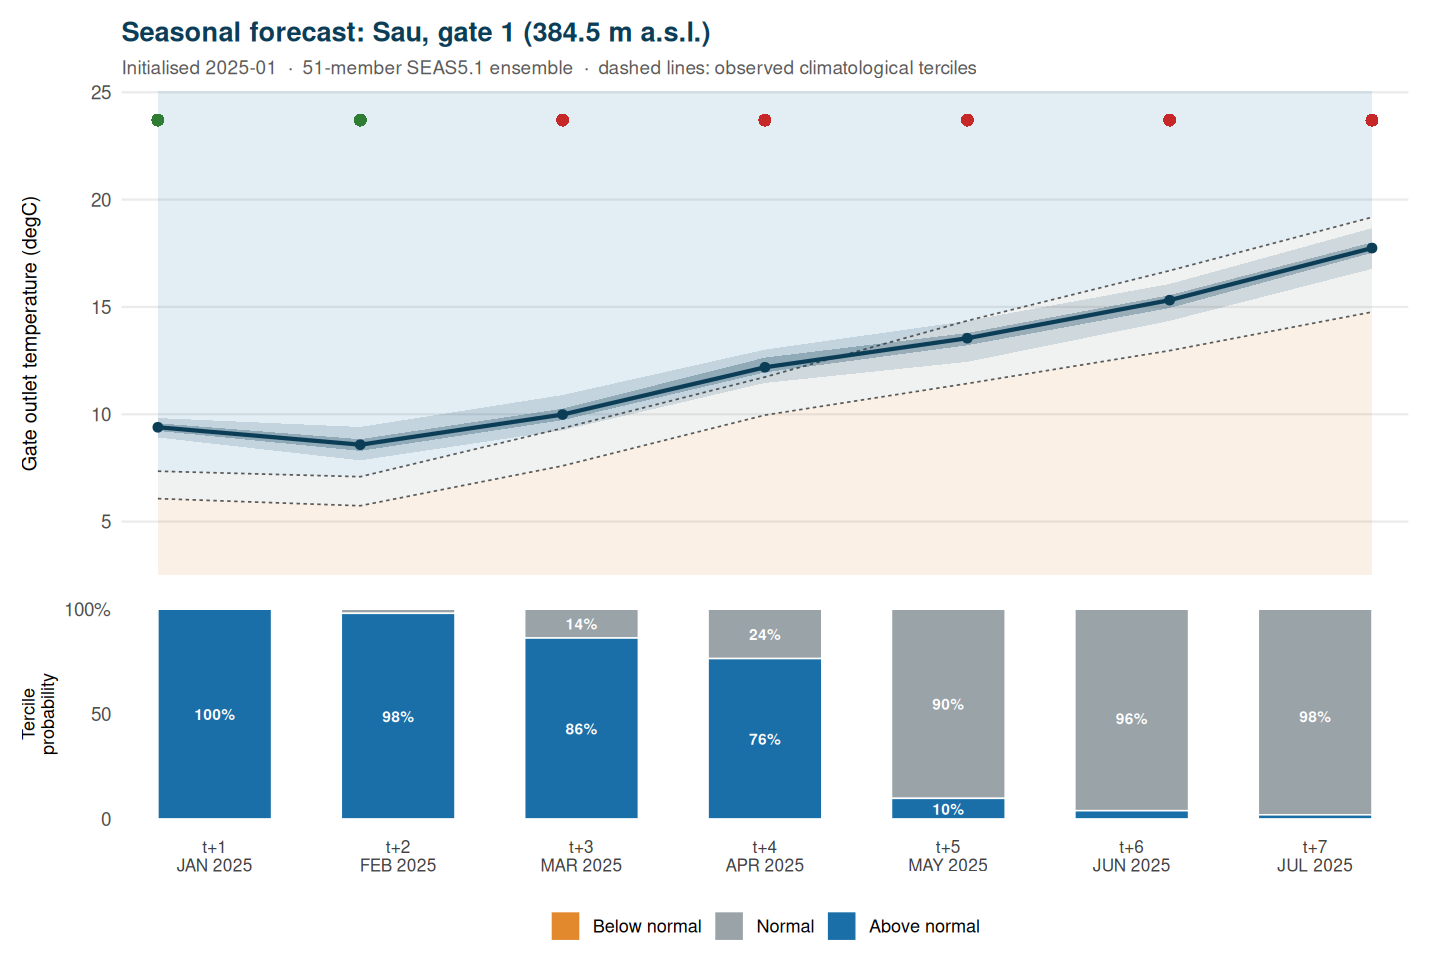 Seasonal forecast: Sau, gate 1 (384.5 m a.s.l.)
Initialised 2025-01 · 51-member SEAS5.1 ensemble · dashed lines: observed climatological terciles
Gate outlet temperature (degC)
25
20
15
10
5
Tercile
probability
100%
50
0
100%
98%
14%
86%
24%
76%
90%
10%
96%
98%
t+1
JAN 2025
t+2
FEB 2025
t+3
MAR 2025
t+4
APR 2025
t+5
MAY 2025
t+6
JUN 2025
t+7
JUL 2025
Below normal
Normal
Above normal